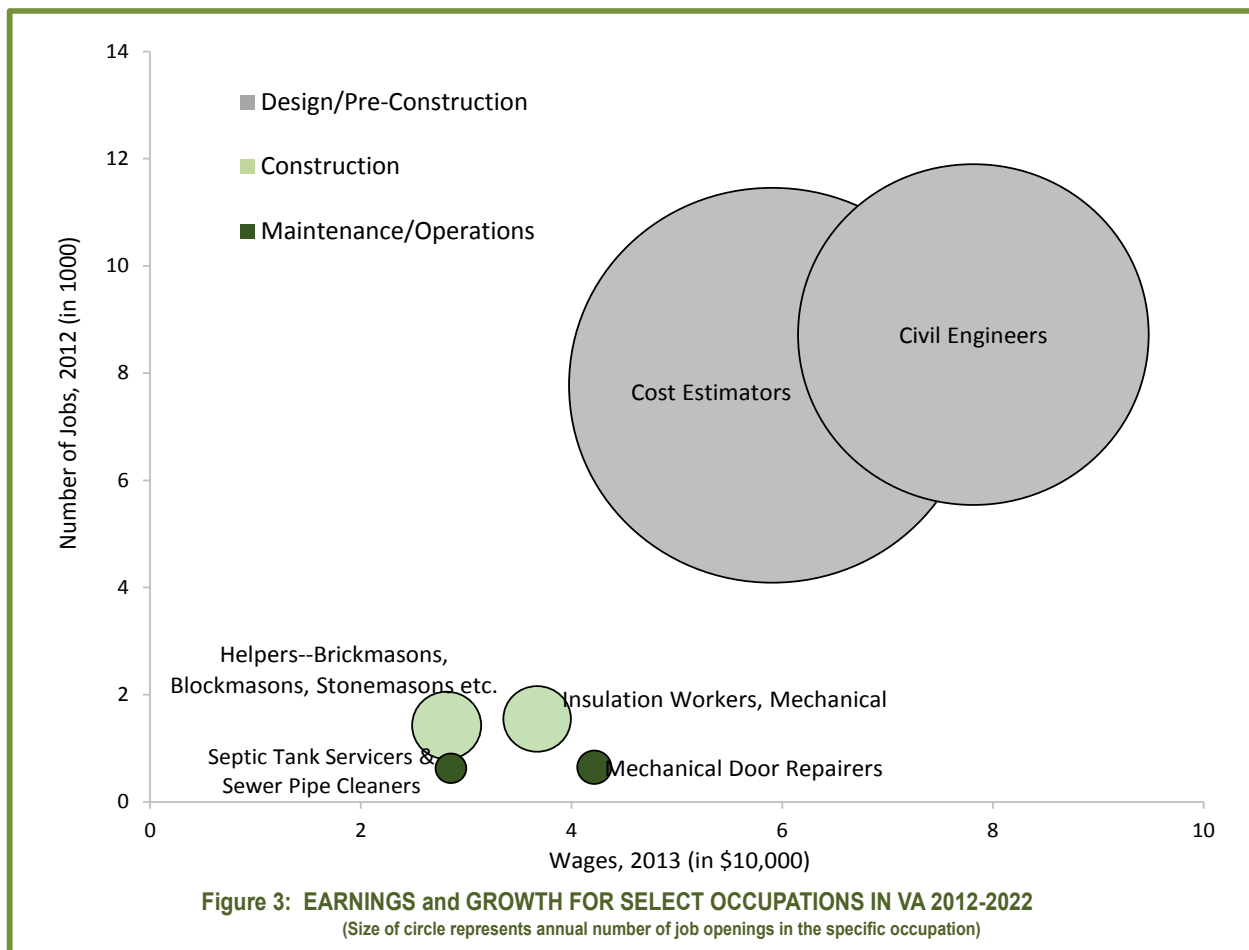 14
12
10
8
6
4
2
0
Number of Jobs, 2012 (in 1000)
Design/Pre-Construction
Construction
Maintenance/Operations
Civil Engineers
Cost Estimators
Helpers--Brickmasons,
Blockmasons, Stonemasons etc.
Insulation Workers, Mechanical
Septic Tank Servicers &
Sewer Pipe Cleaners
Mechanical Door Repairers
0 2 4 6 8 10
Wages, 2013 (in $10,000)
Figure 3: EARNINGS and GROWTH FOR SELECT OCCUPATIONS IN VA 2012-2022
(Size of circle represents annual number of job openings in the specific occupation)